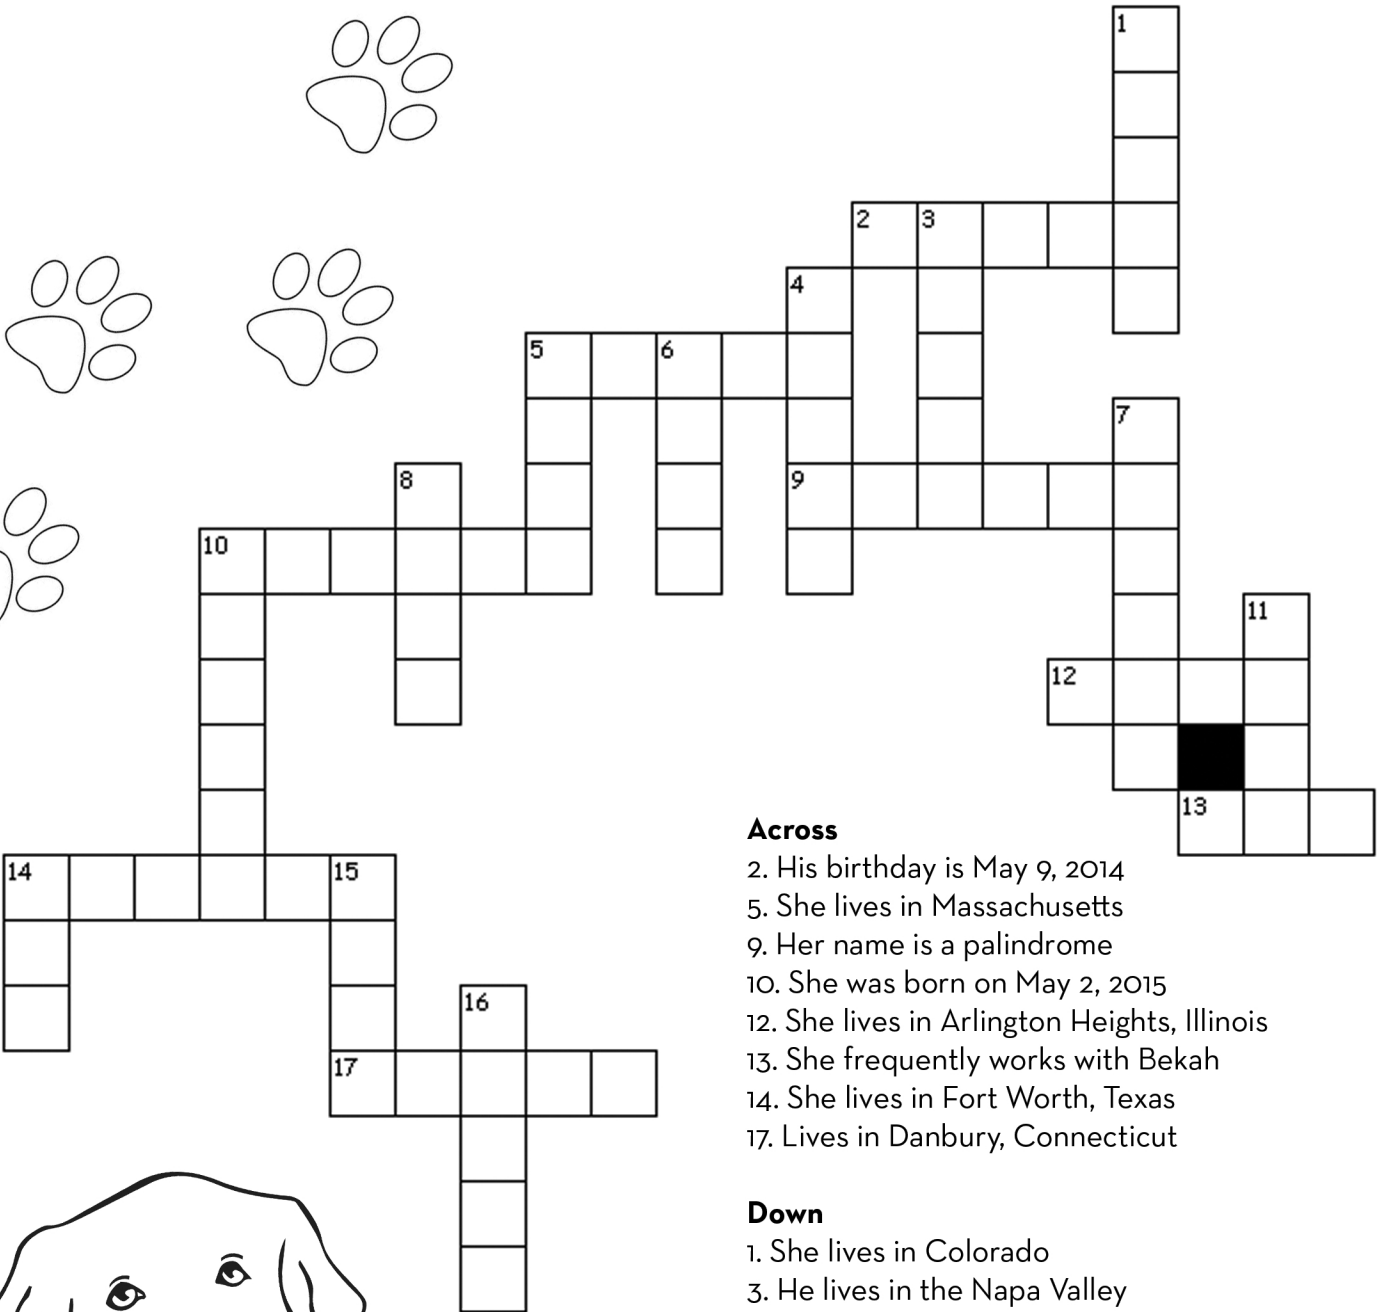 1
2 3
4
5 6
7
8 9
10
11
12
13
14 15
16
17
Across
2. His birthday is May 9, 2014
5. She lives in Massachusetts
9. Her name is a palindrome
10. She was born on May 2, 2015
12. She lives in Arlington Heights, Illinois
13. She frequently works with Bekah
14. She lives in Fort Worth, Texas
17. Lives in Danbury, Connecticut
Down
1. She lives in Colorado
3. He lives in the Napa Valley